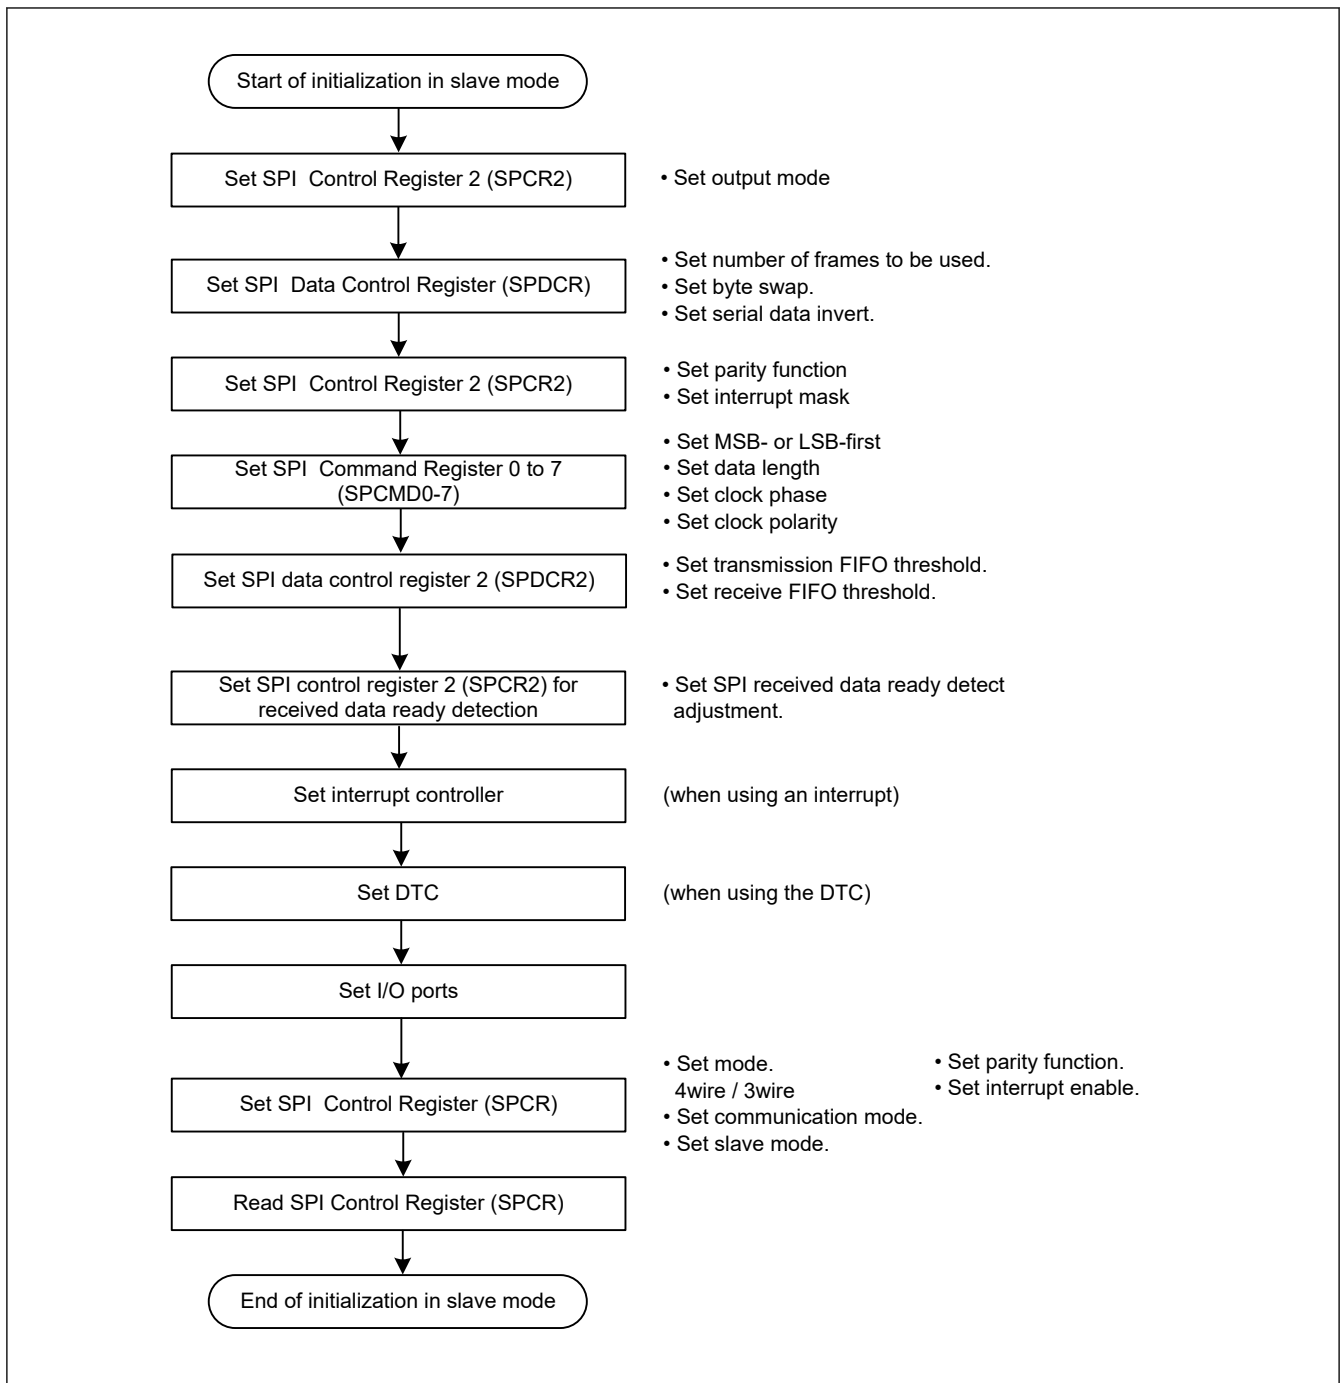 Start of initialization in slave mode
Set SPI Control Register 2 (SPCR2)
• Set output mode
Set SPI Data Control Register (SPDCR)
• Set number of frames to be used.
• Set byte swap.
• Set serial data invert.
Set SPI Control Register 2 (SPCR2)
• Set parity function
• Set interrupt mask
Set SPI Command Register 0 to 7
(SPCMD0-7)
• Set MSB- or LSB-first
• Set data length
• Set clock phase
• Set clock polarity
Set SPI data control register 2 (SPDCR2)
• Set transmission FIFO threshold.
• Set receive FIFO threshold.
Set SPI control register 2 (SPCR2) for
received data ready detection
• Set SPI received data ready detect
adjustment.
Set interrupt controller
(when using an interrupt)
Set DTC
(when using the DTC)
Set I/O ports
Set SPI Control Register (SPCR)
• Set mode.
4wire / 3wire
• Set communication mode.
• Set slave mode.
• Set parity function.
• Set interrupt enable.
Read SPI Control Register (SPCR)
End of initialization in slave mode